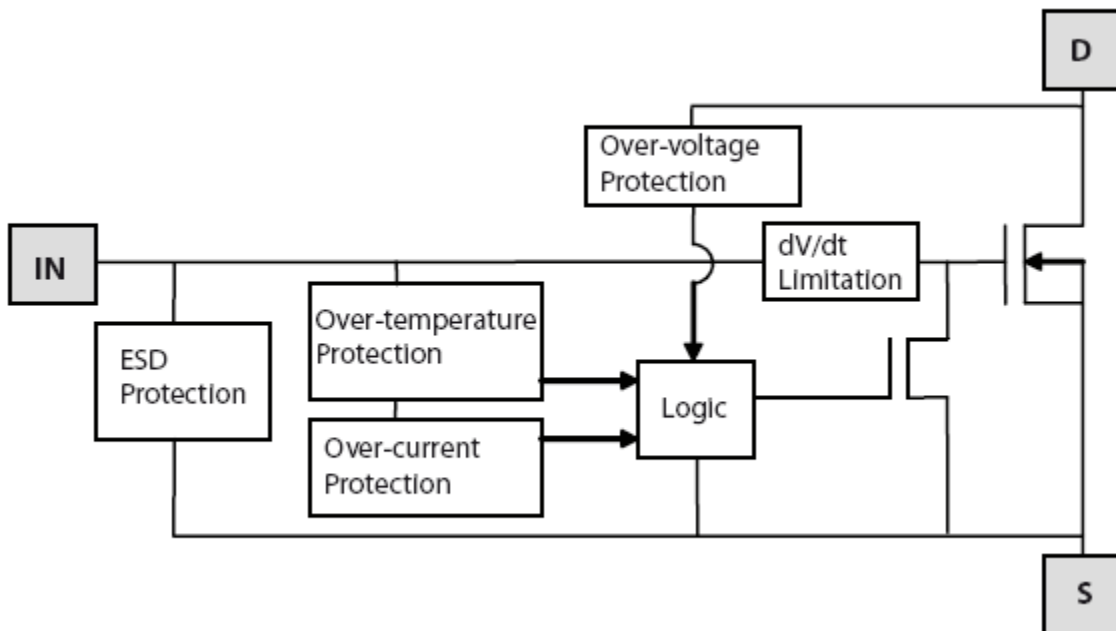 D
Over-voltage
Protection
IN
dV/dt
Limitation
Over-temperature
Protection
ESD
Protection
Logic
Over-current
Protection
S